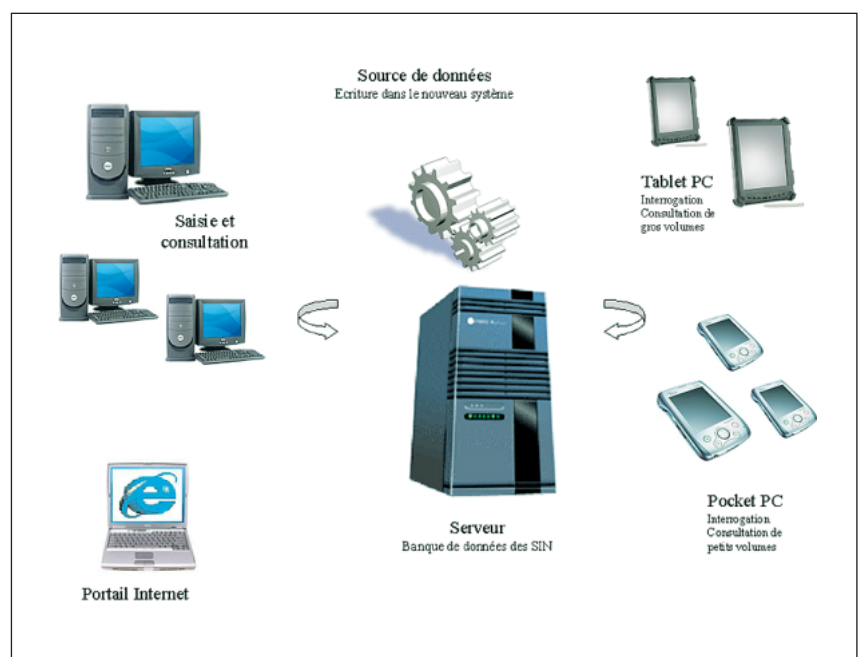 Source de données
Ecriture dans le nouveau système
Saisie et
consultation
Tablet PC
Interrogation
Consultation de
gros volumes
Serveur
Banque de données des SIN
Pocket PC
Interrogation
Consultation de
petits volumes
Portail Internet